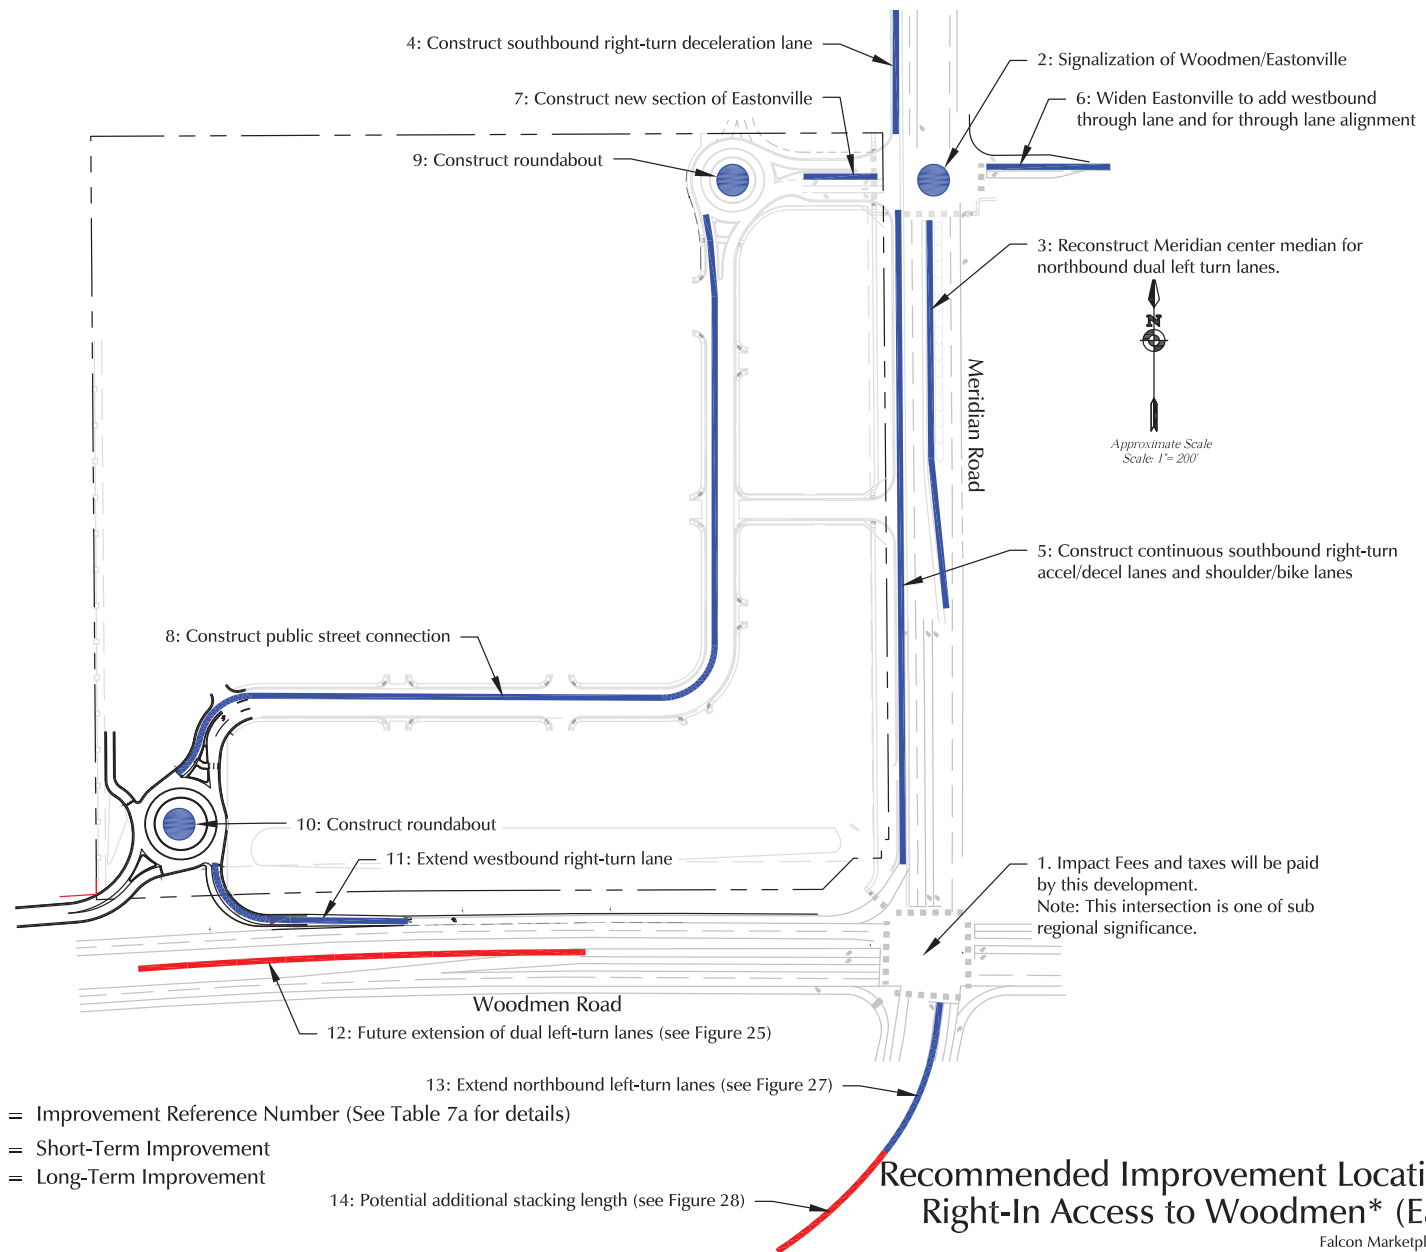 4: Construct southbound right-turn deceleration lane
2: Signalization of Woodmen/Eastonville
7: Construct new section of Eastonville
6: Widen Eastonville to add westbound
through lane and for through lane alignment
9: Construct roundabout
3: Reconstruct Meridian center median for
northbound dual left turn lanes.
N
Meridian Road
Approximate Scale
Scale: 1"= 200'
5: Construct continuous southbound right-turn
accel/decel lanes and shoulder/bike lanes
8: Construct public street connection
10: Construct roundabout
11: Extend westbound right-turn lane
1. Impact Fees and taxes will be paid
by this development.
Note: This intersection is one of sub
regional significance.
Woodmen Road
12: Future extension of dual left-turn lanes (see Figure 25)
13: Extend northbound left-turn lanes (see Figure 27)
= Improvement Reference Number (See Table 7a for details)
= Short-Term Improvement
= Long-Term Improvement
14: Potential additional stacking length (see Figure 28)
Recommended Improvement Locati
Right-In Access to Woodmen* (Ea
Falcon Marketpl